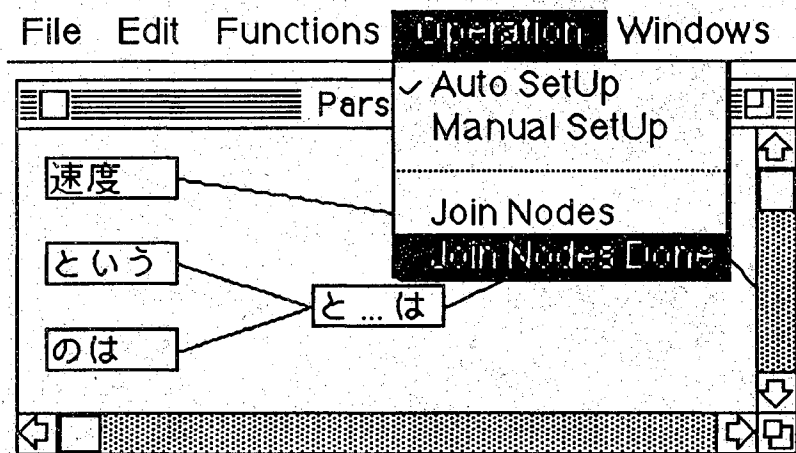 File Edit Functions Operation Windows
✓ Auto SetUp
Pars
Manual SetUp
速度
Join Nodes
という
Join Nodes Done
と ... は
のは